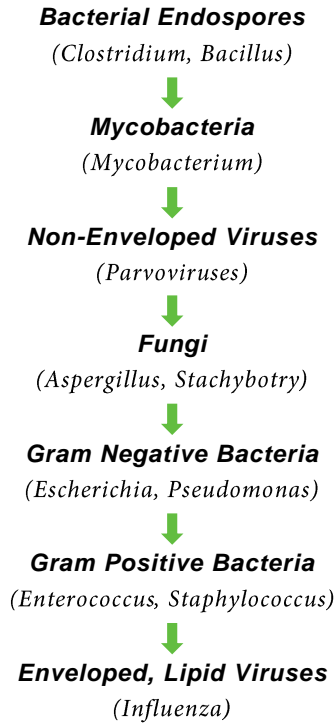 Bacterial Endospores
(Clostridium, Bacillus)
Mycobacteria
(Mycobacterium)
Non-Enveloped Viruses
(Parvoviruses)
Fungi
(Aspergillus, Stachybotry)
Gram Negative Bacteria
(Escherichia, Pseudomonas)
Gram Positive Bacteria
(Enterococcus, Staphylococcus)
Enveloped, Lipid Viruses
(Influenza)